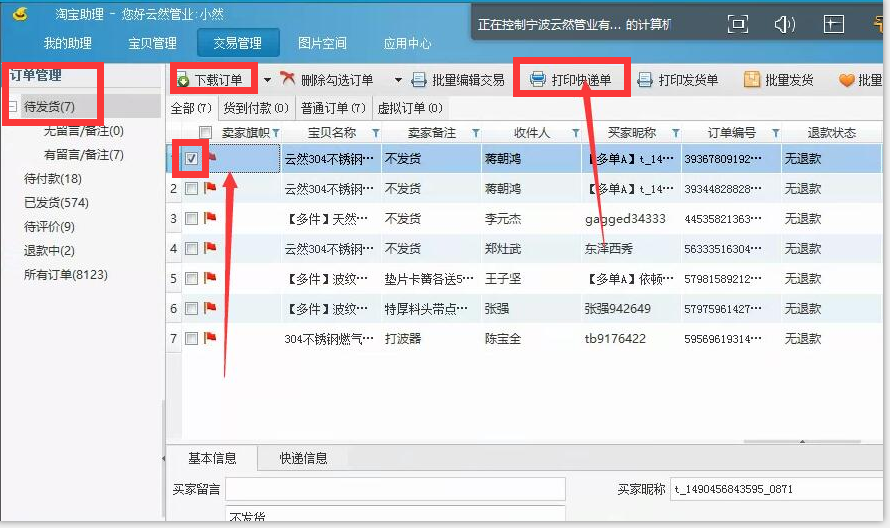 淘宝助理 - 您好云然管业:小然
正在控制宁波云然管业有... 的计算机
我的助理 宝贝管理 交易管理 图片空间 应用中心
订单管理
下载订单 删除勾选订单 批量编辑交易 打印快递单 打印发货单 批量发货 批量
待发货(7)
无留言/备注(0)
有留言/备注(7)
待付款(18)
已发货(574)
待评价(9)
退款中(2)
所有订单(8123)
全部(7) 货到付款(0) 普通订单(7) 虚拟订单(0)
卖家旗帜 宝贝名称 卖家备注 收件人 买家昵称 订单编号 退款状态
云然304不锈钢··· 不发货 蒋朝鸿 【多单A】t_14··· 39367809192··· 无退款
2 云然304不锈钢··· 不发货 蒋朝鸿 【多单A】t_14··· 39344828828··· 无退款
3 【多件】天然··· 不发货 李元杰 gagged34333 44535821363··· 无退款
4 云然304不锈钢··· 不发货 郑灶武 东泽西秀 56333516304··· 无退款
5 【多件】波纹··· 垫片卡簧各送5··· 王子坚 【多单A】依顿··· 57981589212··· 无退款
6 【多件】波纹··· 特厚料头带点··· 张强 张强942649 57975961427··· 无退款
7 304不锈钢燃气··· 打波器 陈宝全 tb9176422 59569619314··· 无退款
基本信息 快递信息
买家留言 买家昵称 t_1490456843595_0871
不发货